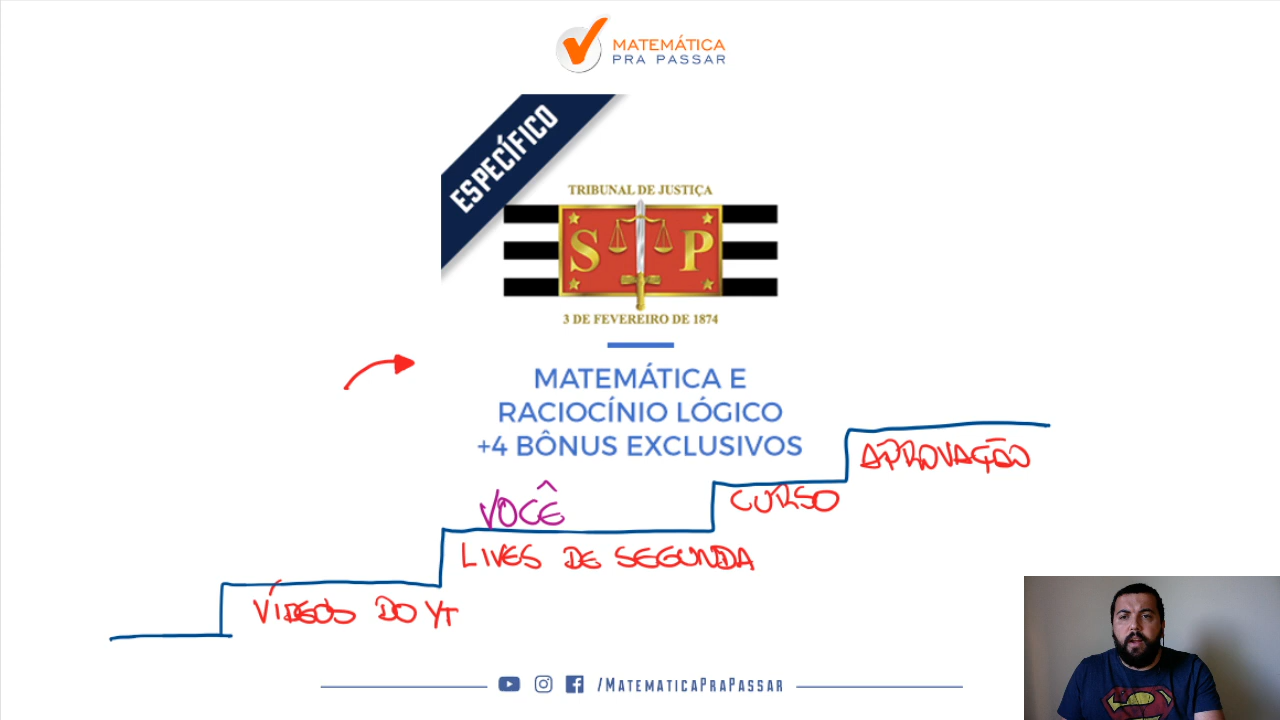 MATEMÁTICA
PRA PASSAR
ESPECÍFICO
TRIBUNAL DE JUSTIÇA
S P
3 DE FEVEREIRO DE 1874
MATEMÁTICA E
RACIOCÍNIO LÓGICO
+4 BÔNUS EXCLUSIVOS
APROVAÇÃO
CURSO
VOCÊ
LIVES DE SEGUNDA
VÍDEOS DO YT
/MATEMATICAPRAPASSAR